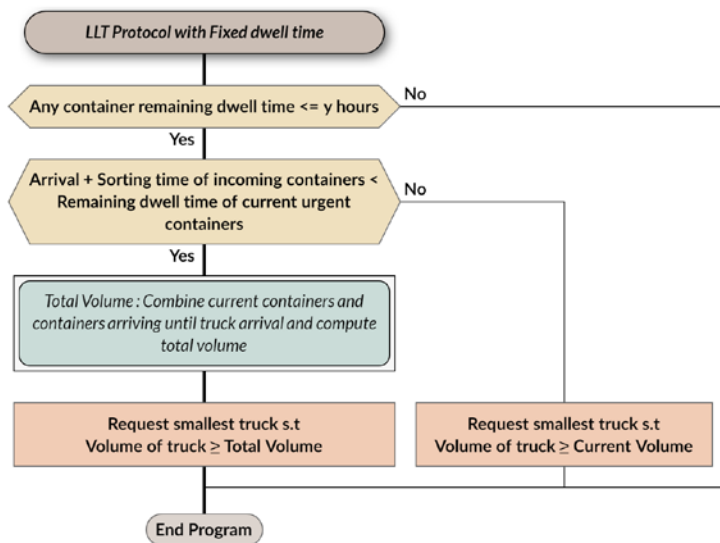 LLT Protocol with Fixed dwell time
Any container remaining dwell time <= y hours
No
Yes
Arrival + Sorting time of incoming containers <
Remaining dwell time of current urgent
containers
No
Yes
Total Volume : Combine current containers and
containers arriving until truck arrival and compute
total volume
Request smallest truck s.t
Volume of truck ≥ Total Volume
Request smallest truck s.t
Volume of truck ≥ Current Volume
End Program